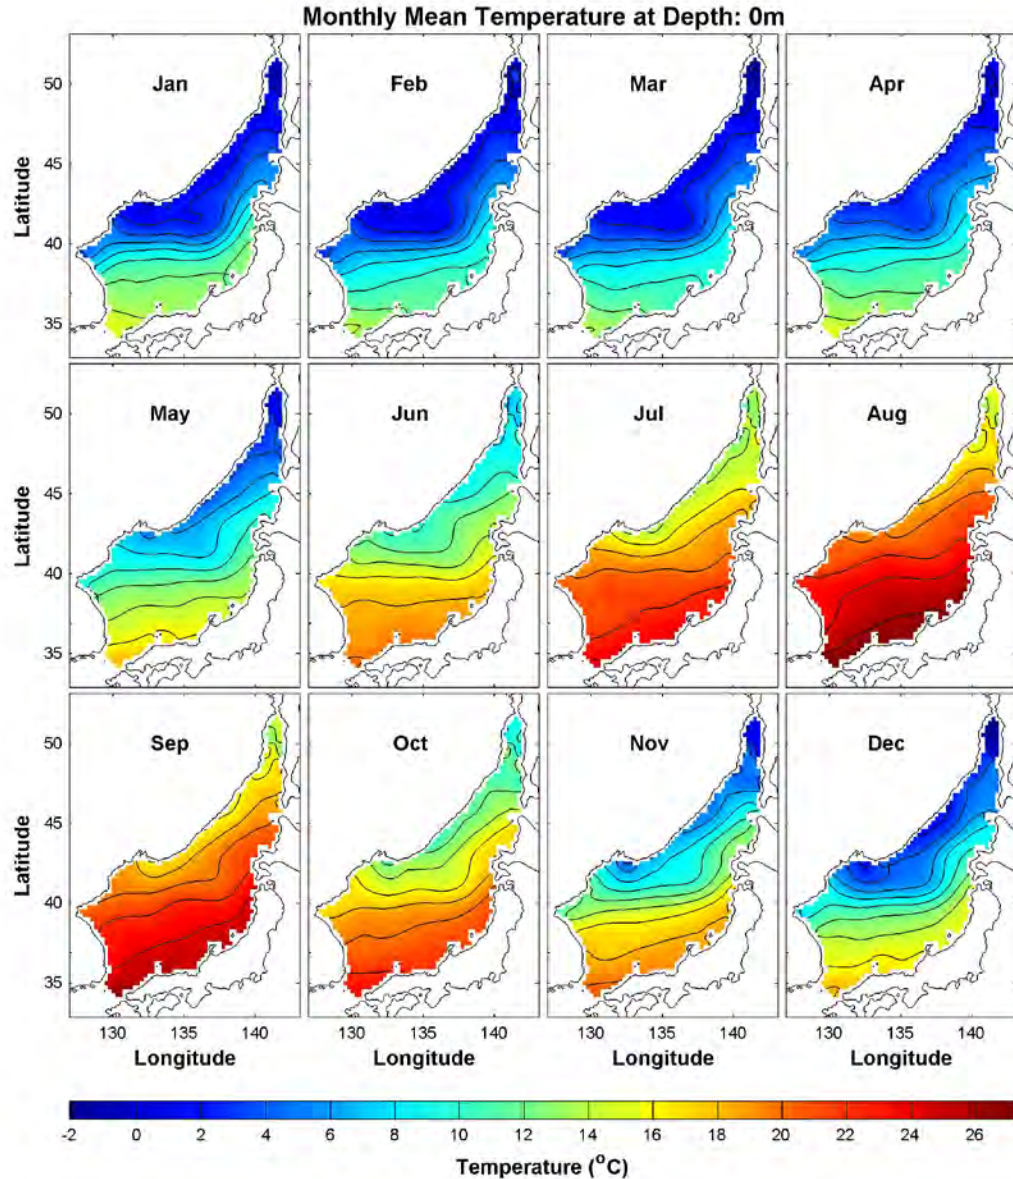 Monthly Mean Temperature at Depth: 0m
Jan Feb Mar Apr
50
45
40
35
Latitude
May Jun Jul Aug
50
45
40
35
Latitude
Sep Oct Nov Dec
50
45
40
35
Latitude
130 135 140 130 135 140 130 135 140 130 135 140
Longitude Longitude Longitude Longitude
-2 0 2 4 6 8 10 12 14 16 18 20 22 24 26
Temperature (°C)